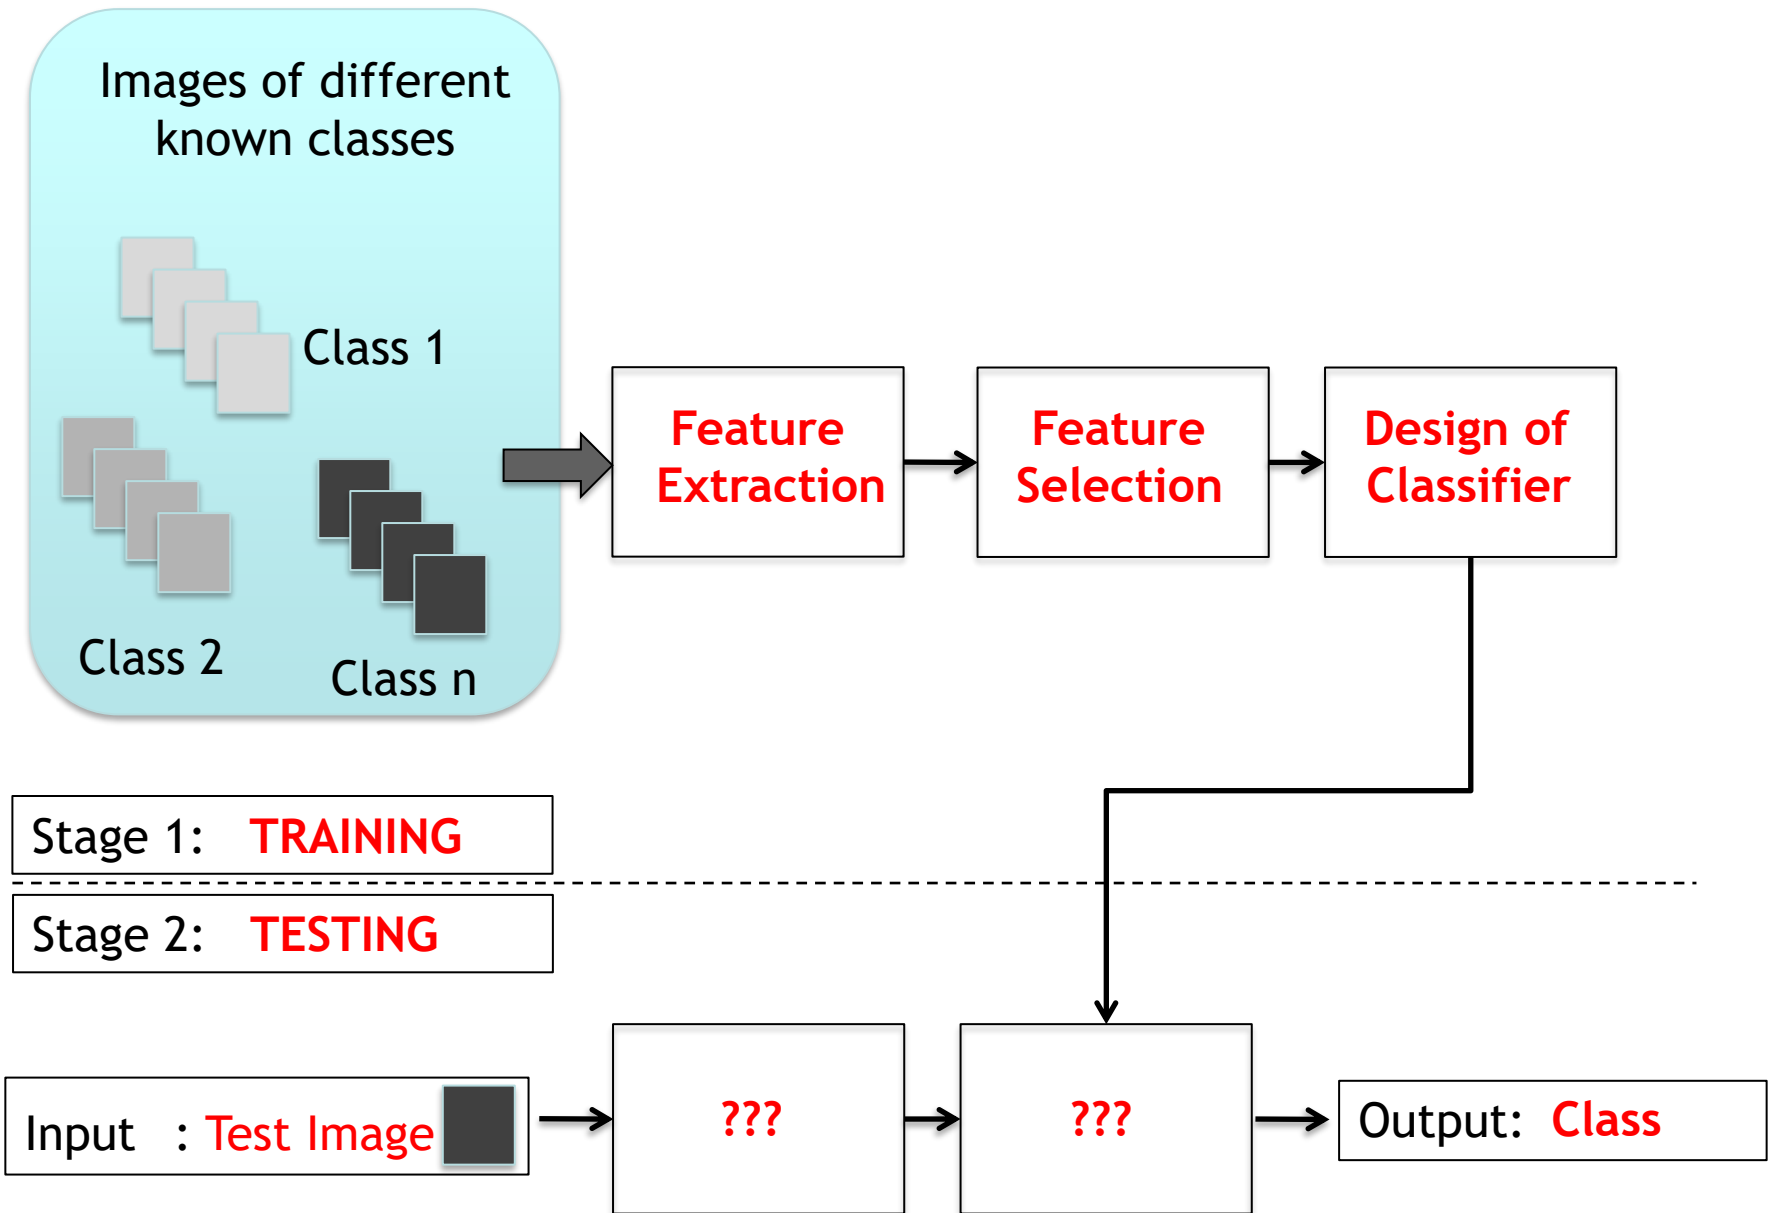 Images of different
known classes
Class 1
Class 2
Class n
Feature
Extraction
Feature
Selection
Design of
Classifier
Stage 1: TRAINING
Stage 2: TESTING
Input : Test Image
???
???
Output: Class